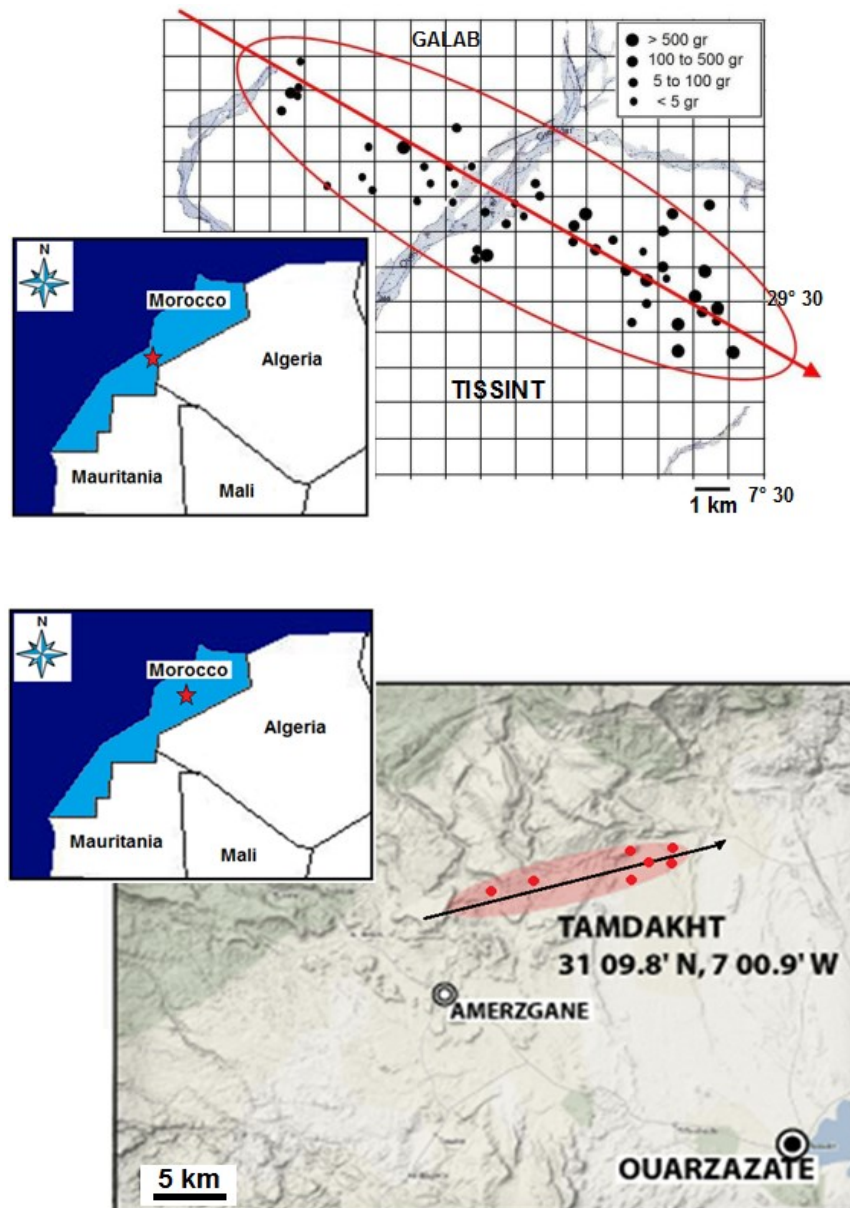 GALAB
> 500 gr
100 to 500 gr
5 to 100 gr
< 5 gr
N
Morocco
Algeria
Mauritania
Mali
29° 30
TISSINT
1 km
7° 30
N
Morocco
Algeria
Mauritania
Mali
TAMDAKHT
31 09.8' N, 7 00.9' W
AMERZGANE
OUARZAZATE
5 km